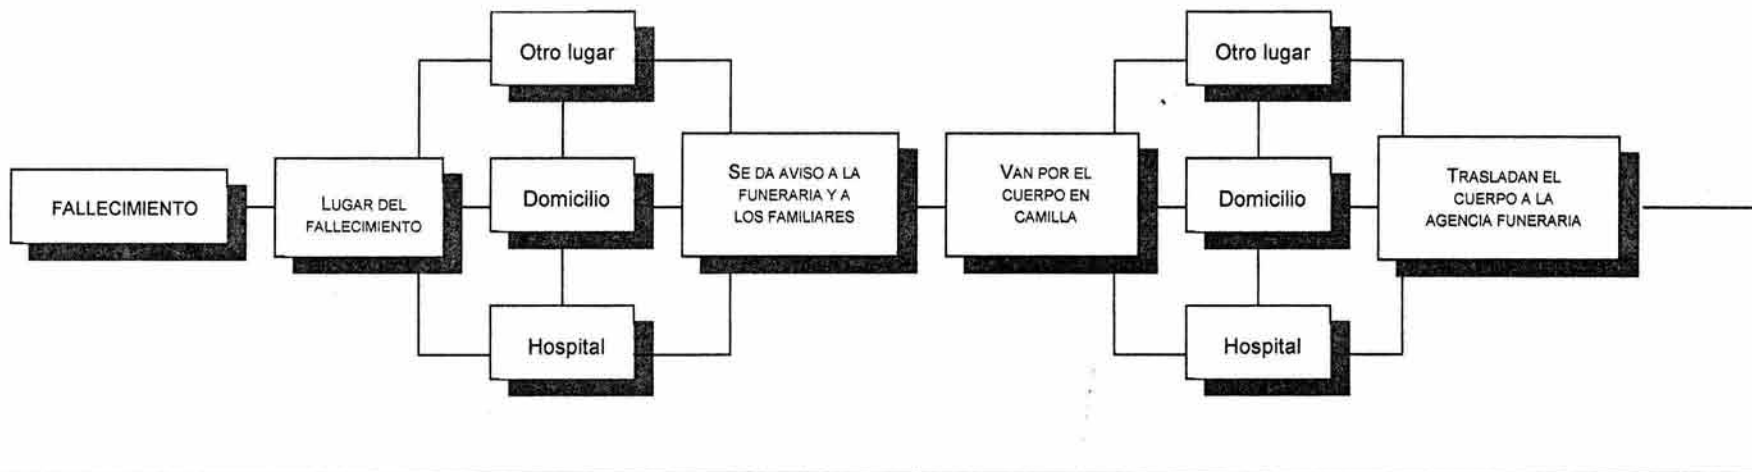 FALLECIMIENTO
LUGAR DEL
FALLECIMIENTO
Otro lugar
Domicilio
Hospital
SE DA AVISO A LA
FUNERARIA Y A
LOS FAMILIARES
VAN POR EL
CUERPO EN
CAMILLA
Otro lugar
Domicilio
Hospital
TRASLADAN EL
CUERPO A LA
AGENCIA FUNERARIA